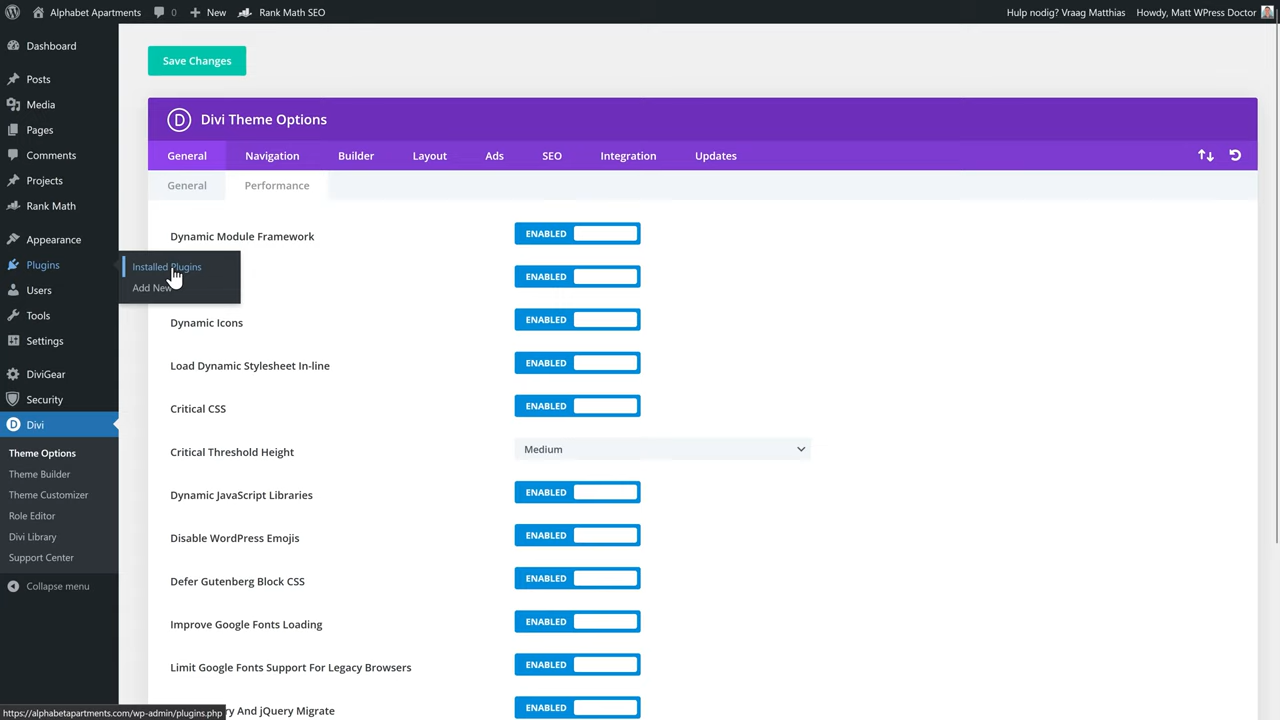 Alphabet Apartments
0
New
Rank Math SEO
Hulp nodig? Vraag Matthias
Howdy, Matt WPress Doctor
Dashboard
Posts
Media
Pages
Comments
Projects
Rank Math
Appearance
Plugins
Installed Plugins
Add New
Users
Tools
Settings
DiviGear
Security
Divi
Theme Options
Theme Builder
Theme Customizer
Role Editor
Divi Library
Support Center
Collapse menu
https://alphabetapartments.com/wp-admin/plugins.php
Save Changes
D Divi Theme Options
General Navigation Builder Layout Ads SEO Integration Updates
General Performance
Dynamic Module Framework ENABLED
ENABLED
Dynamic Icons ENABLED
Load Dynamic Stylesheet In-line ENABLED
Critical CSS ENABLED
Critical Threshold Height Medium
Dynamic JavaScript Libraries ENABLED
Disable WordPress Emojis ENABLED
Defer Gutenberg Block CSS ENABLED
Improve Google Fonts Loading ENABLED
Limit Google Fonts Support For Legacy Browsers ENABLED
And jQuery Migrate ENABLED